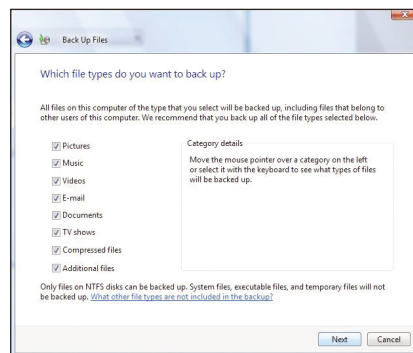 Back Up Files
Which file types do you want to back up?
All files on this computer of the type that you select will be backed up, including files that belong to
other users of this computer. We recommend that you back up all of the file types selected below.
Pictures
Music
Videos
E-mail
Documents
TV shows
Compressed files
Additional files
Category details
Move the mouse pointer over a category on the left
or select it with the keyboard to see what types of files
will be backed up.
Only files on NTFS disks can be backed up. System files, executable files, and temporary files will not
be backed up. What other file types are not included in the backup?
Next
Cancel